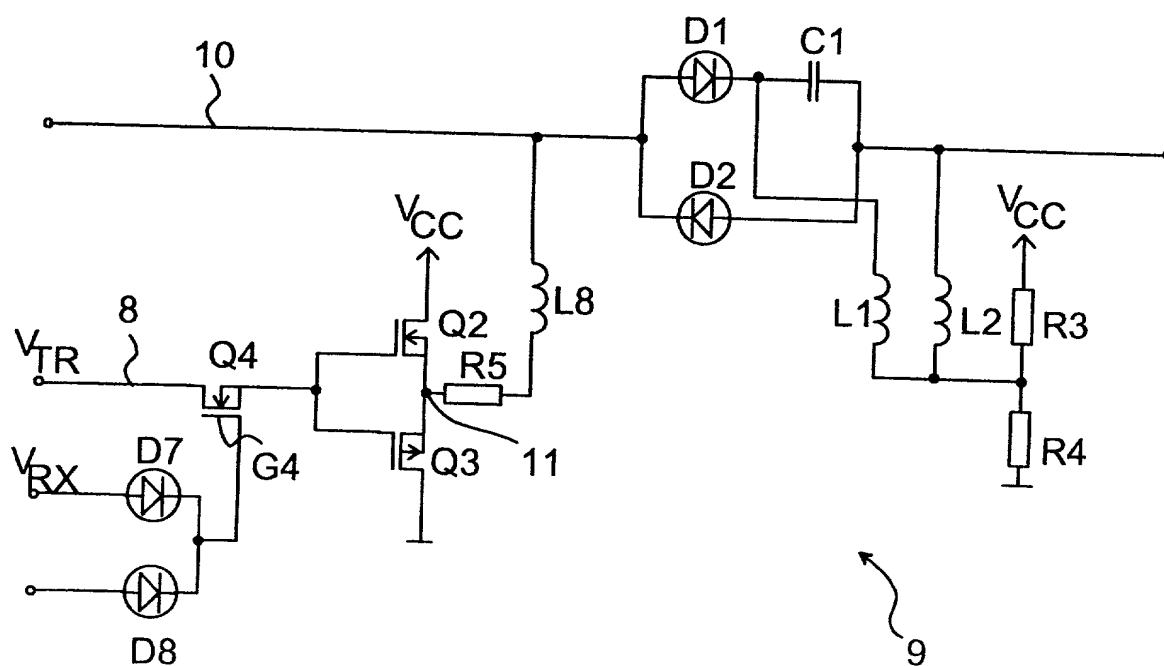 D1
C1
10
D2
VCC
VCC
8
L8
L1
L2
R3
Q2
VTR
Q4
R5
D7
G4
Q3
11
R4
VRX
D8
9